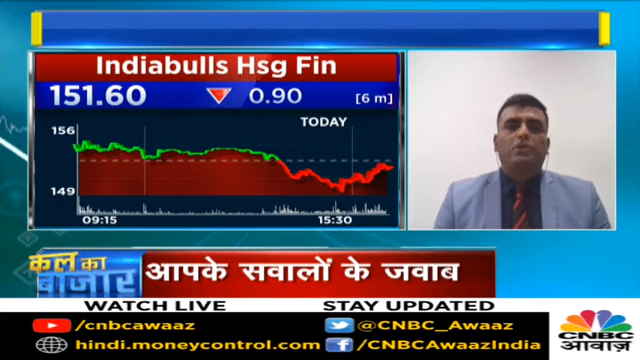 Indiabulls Hsg Fin
151.60 0.90 [6 m]
TODAY
156
149
09:15 15:30
कल का
बाज़ार
आपके सवालों के जवाब
WATCH LIVE STAY UPDATED
/cnbcawaaz @CNBC_Awaaz
hindi.moneycontrol.com /CNBCAwaazIndia
CNBC
आवाज़